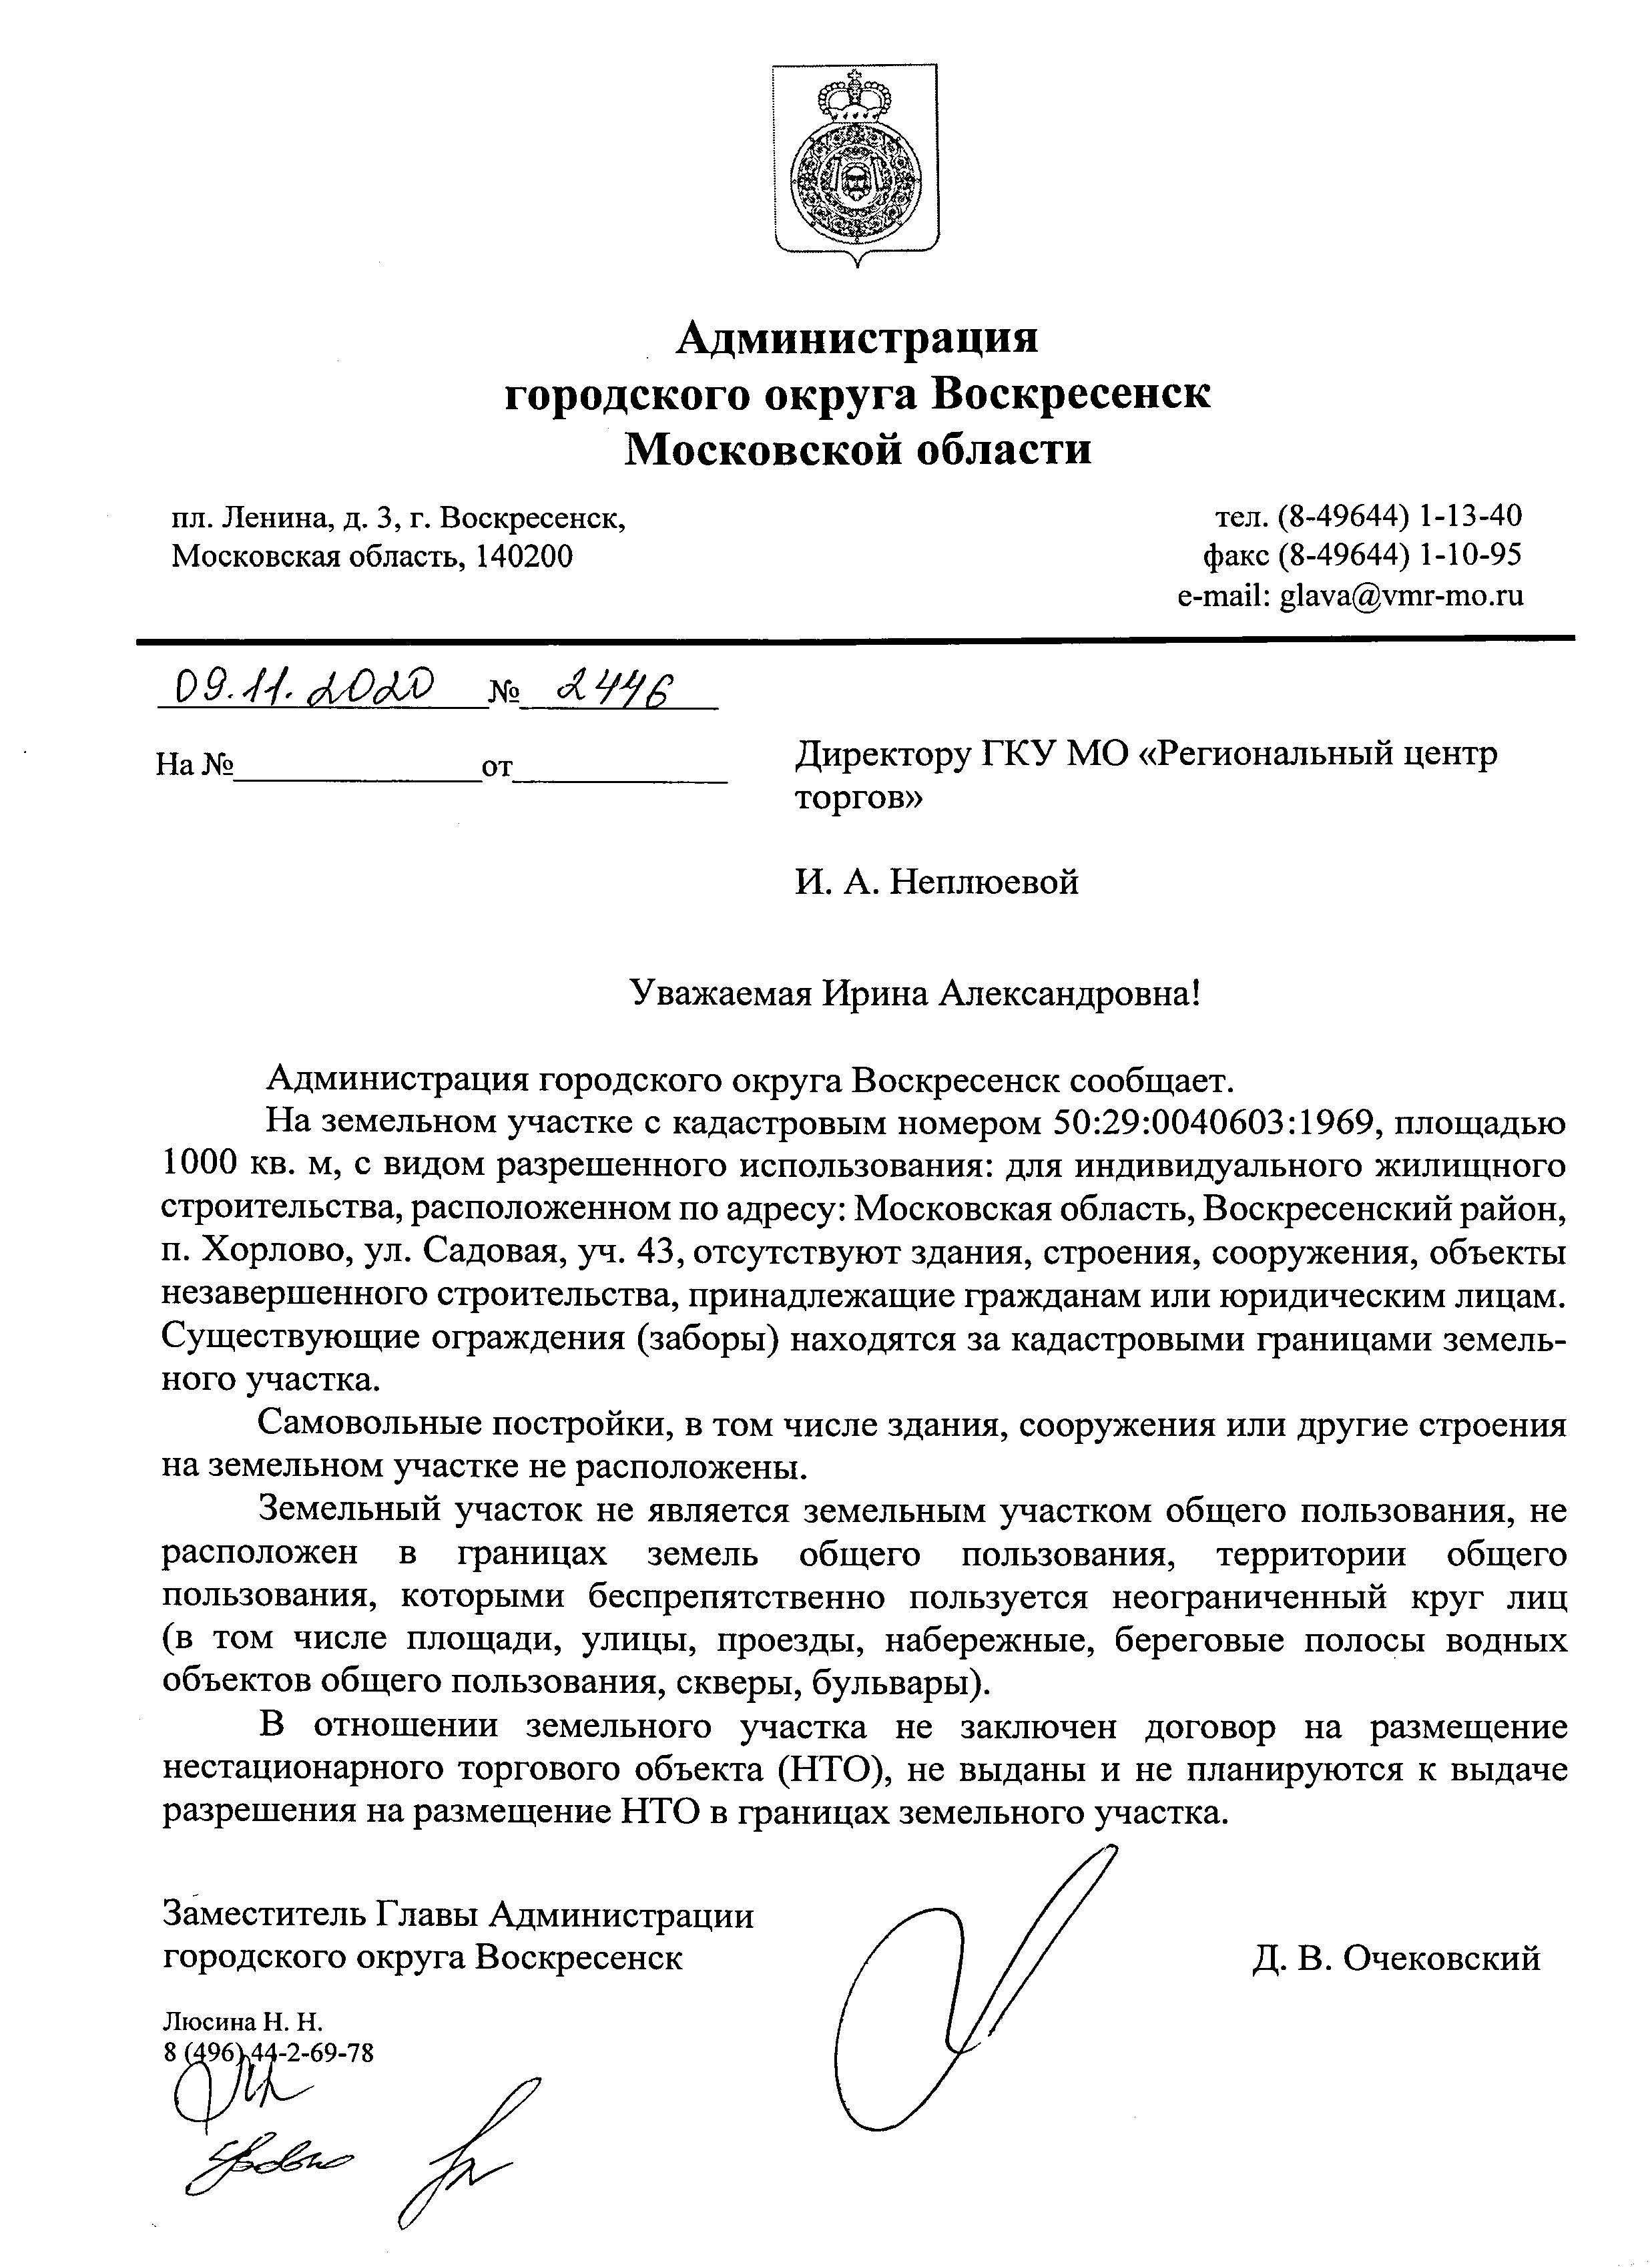 Администрация
городского округа Воскресенск
Московской области
пл. Ленина, д. 3, г. Воскресенск,
Московская область, 140200
тел. (8-49644) 1-13-40
факс (8-49644) 1-10-95
e-mail: glava@vmr-mo.ru
09.11.2020 № 2446
На №_______________от_____________
Директору ГКУ МО «Региональный центр
торгов»
И. А. Неплюевой
Уважаемая Ирина Александровна!
Администрация городского округа Воскресенск сообщает.
На земельном участке с кадастровым номером 50:29:0040603:1969, площадью
1000 кв. м, с видом разрешенного использования: для индивидуального жилищного
строительства, расположенном по адресу: Московская область, Воскресенский район,
п. Хорлово, ул. Садовая, уч. 43, отсутствуют здания, строения, сооружения, объекты
незавершенного строительства, принадлежащие гражданам или юридическим лицам.
Существующие ограждения (заборы) находятся за кадастровыми границами земель-
ного участка.
Самовольные постройки, в том числе здания, сооружения или другие строения
на земельном участке не расположены.
Земельный участок не является земельным участком общего пользования, не
расположен в границах земель общего пользования, территории общего
пользования, которыми беспрепятственно пользуется неограниченный круг лиц
(в том числе площади, улицы, проезды, набережные, береговые полосы водных
объектов общего пользования, скверы, бульвары).
В отношении земельного участка не заключен договор на размещение
нестационарного торгового объекта (НТО), не выданы и не планируются к выдаче
разрешения на размещение НТО в границах земельного участка.
Заместитель Главы Администрации
городского округа Воскресенск
Д. В. Очековский
Люсина Н. Н.
8 (496) 44-2-69-78